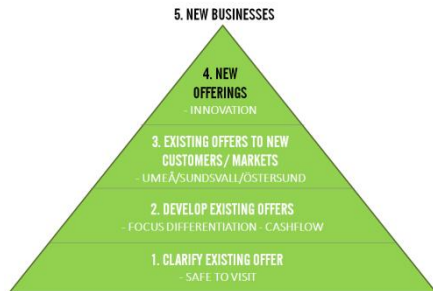 5. NEW BUSINESSES
4. NEW
OFFERINGS
- INNOVATION
3. EXISTING OFFERS TO NEW
CUSTOMERS / MARKETS
- UMEÅ/SUNDSVALL/ÖSTERSUND
2. DEVELOP EXISTING OFFERS
- FOCUS DIFFERENTIATION - CASHFLOW
1. CLARIFY EXISTING OFFER
- SAFE TO VISIT